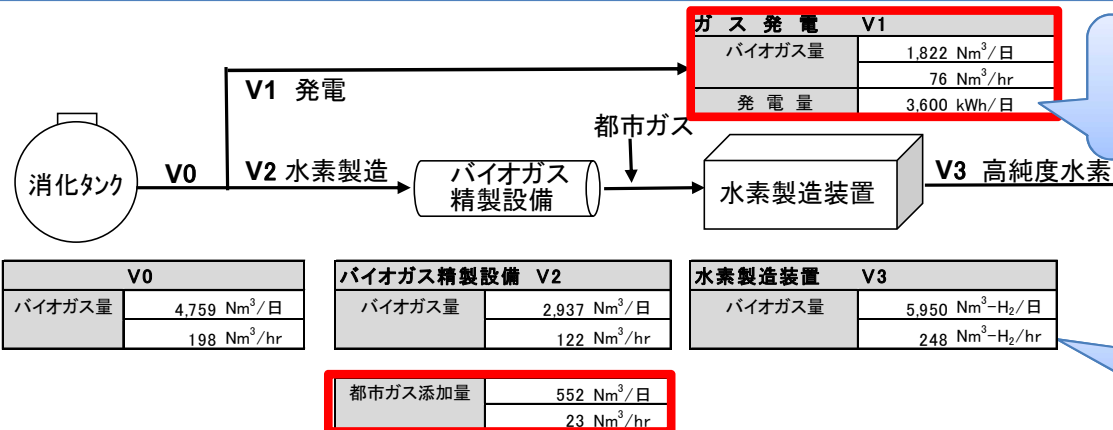 ガ ス 発 電 V1
バイオガス量 1,822 Nm³/日
76 Nm³/hr
発 電 量 3,600 kWh/日
V1 発電
都市ガス
消化タンク
V0
V2 水素製造
バイオガス
精製設備
水素製造装置
V3 高純度水素
V0
バイオガス量 4,759 Nm³/日
198 Nm³/hr
バイオガス精製設備 V2
バイオガス量 2,937 Nm³/日
122 Nm³/hr
水素製造装置 V3
バイオガス量 5,950 Nm³-H₂/日
248 Nm³-H₂/hr
都市ガス添加量 552 Nm³/日
23 Nm³/hr